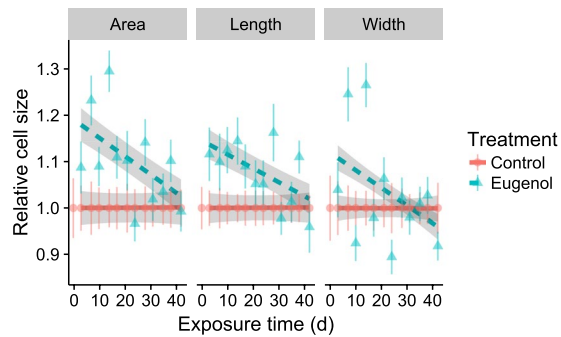 Area Length Width
Relative cell size
1.3
1.2
1.1
1.0
0.9
0 10 20 30 40 0 10 20 30 40 0 10 20 30 40
Exposure time (d)
Treatment
Control
Eugenol